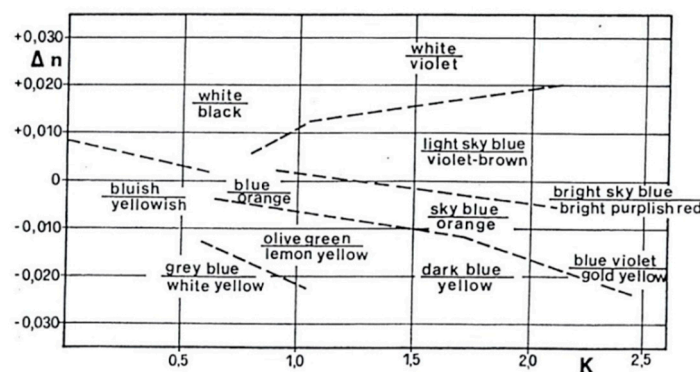 +0,030
Δ n
+0,020
+0,010
0
-0,010
-0,020
-0,030
white
violet
white
black
light sky blue
violet-brown
bluish
yellowish
blue
orange
bright sky blue
bright purplish red
sky blue
orange
olive green
lemon yellow
blue violet
gold yellow
grey blue
white yellow
dark blue
yellow
0,5
1,0
1,5
2,0
K
2,5